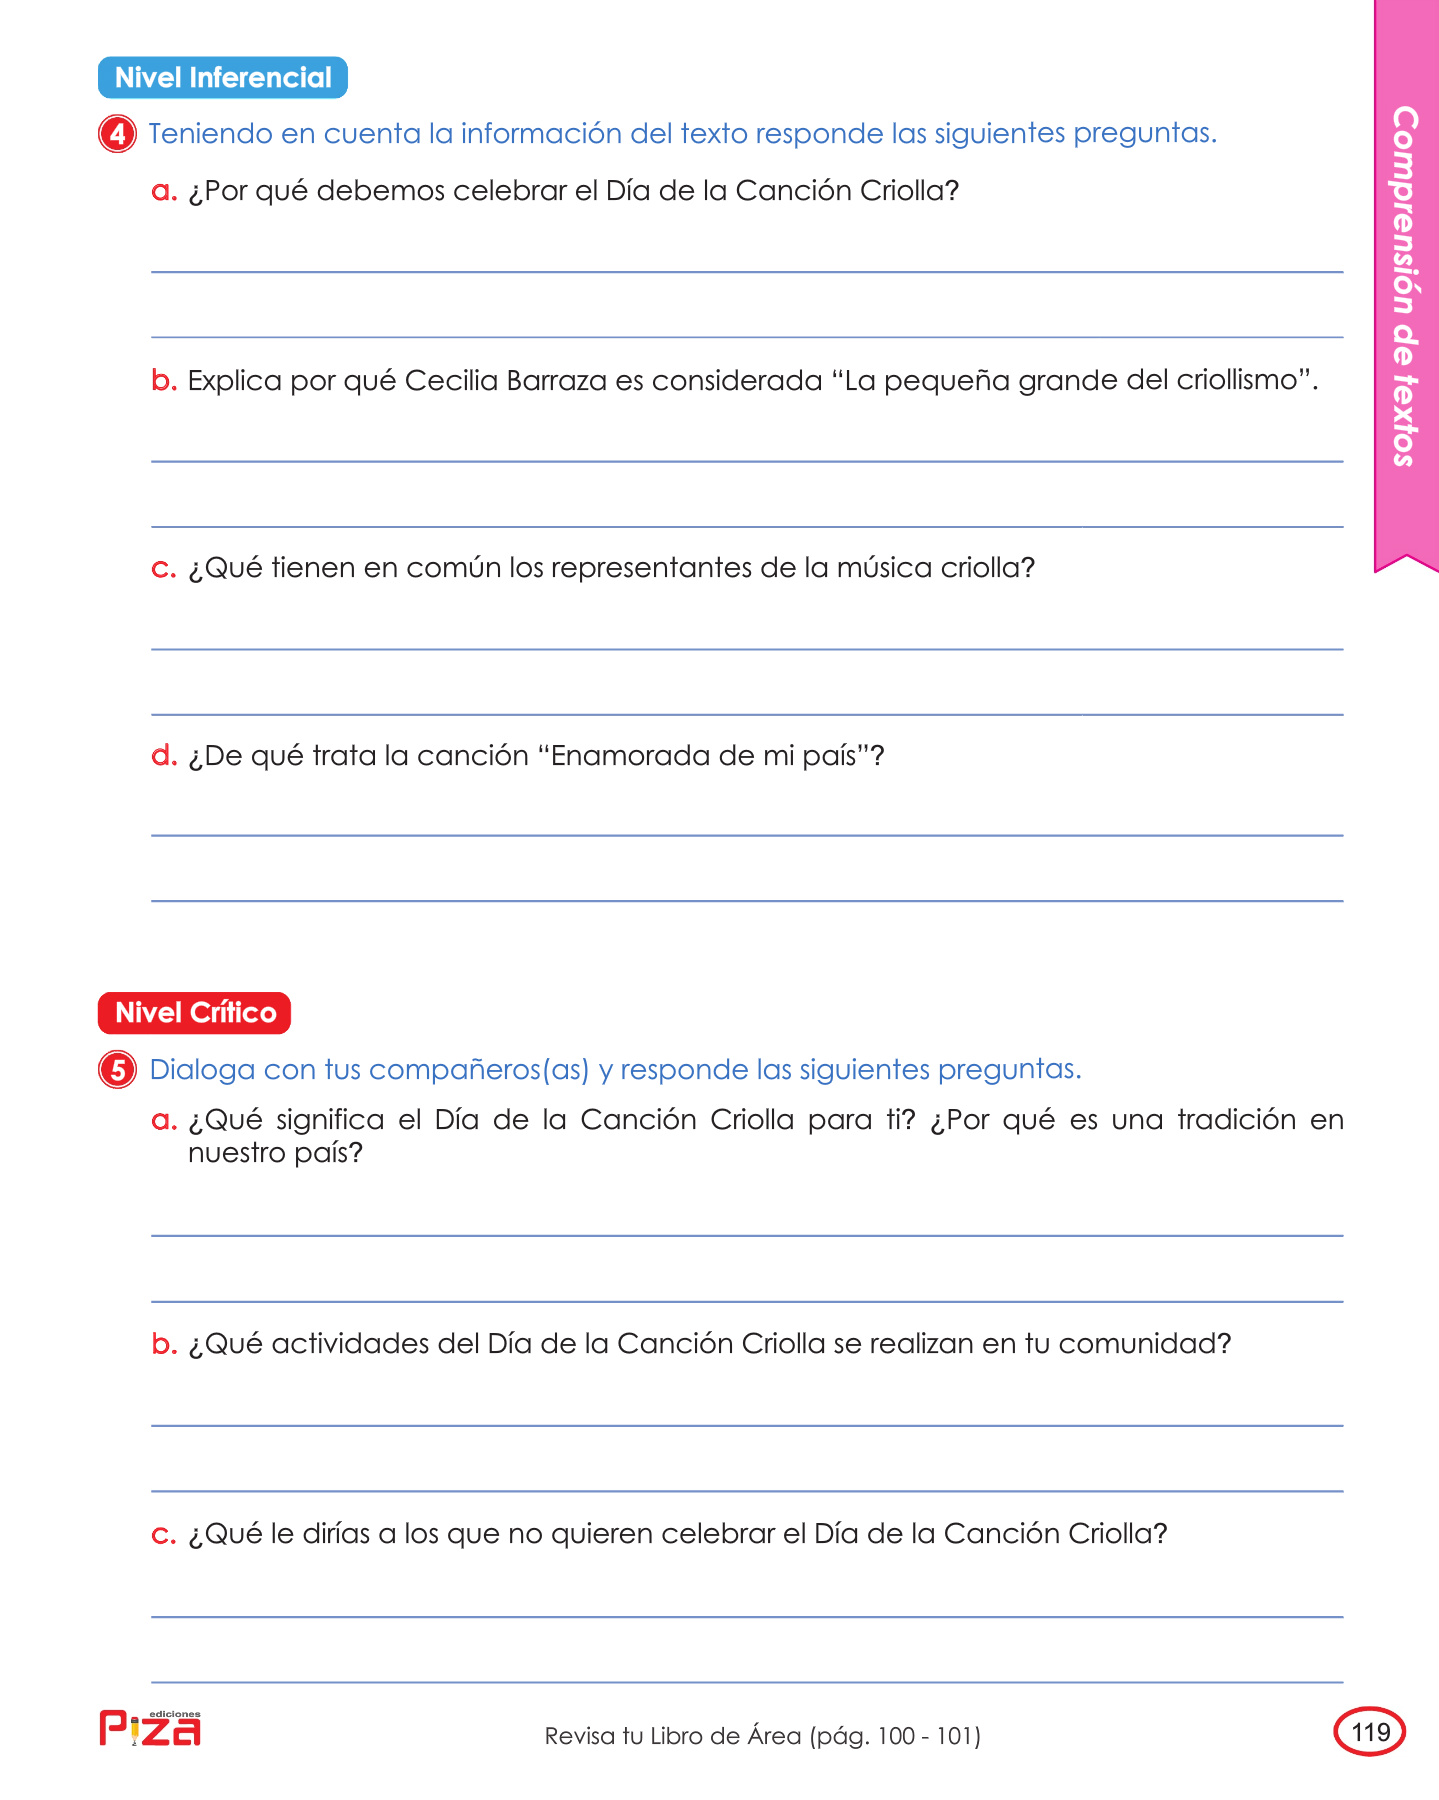 Nivel Inferencial
4 Teniendo en cuenta la información del texto responde las siguientes preguntas.
a. ¿Por qué debemos celebrar el Día de la Canción Criolla?
b. Explica por qué Cecilia Barraza es considerada “La pequeña grande del criollismo”.
c. ¿Qué tienen en común los representantes de la música criolla?
d. ¿De qué trata la canción “Enamorada de mi país”?
Nivel Crítico
5 Dialoga con tus compañeros(as) y responde las siguientes preguntas.
a. ¿Qué significa el Día de la Canción Criolla para ti? ¿Por qué es una tradición en
nuestro país?
b. ¿Qué actividades del Día de la Canción Criolla se realizan en tu comunidad?
c. ¿Qué le dirías a los que no quieren celebrar el Día de la Canción Criolla?
Comprensión de textos
ediciones
Piza
Revisa tu Libro de Área (pág. 100 - 101)
119